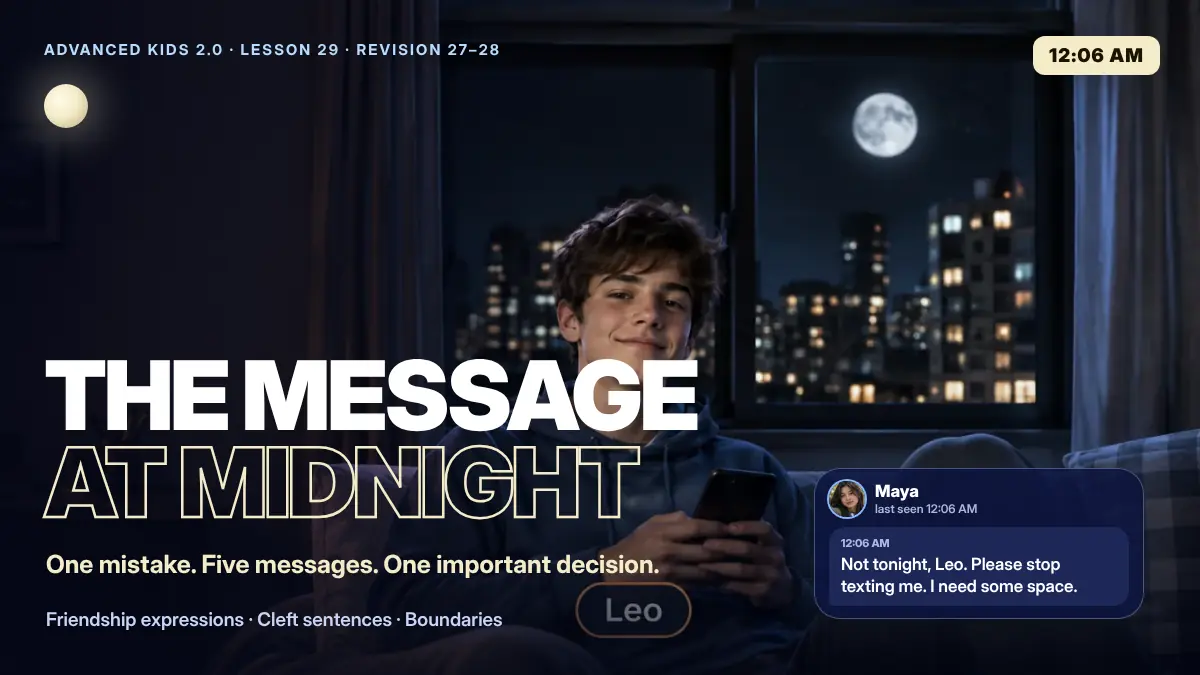 ADVANCED KIDS 2.0 · LESSON 29 · REVISION 27–28
12:06 AM
THE MESSAGE
AT MIDNIGHT
One mistake. Five messages. One important decision.
Friendship expressions · Cleft sentences · Boundaries
Leo
Maya
last seen 12:06 AM
12:06 AM
Not tonight, Leo. Please stop
texting me. I need some space.